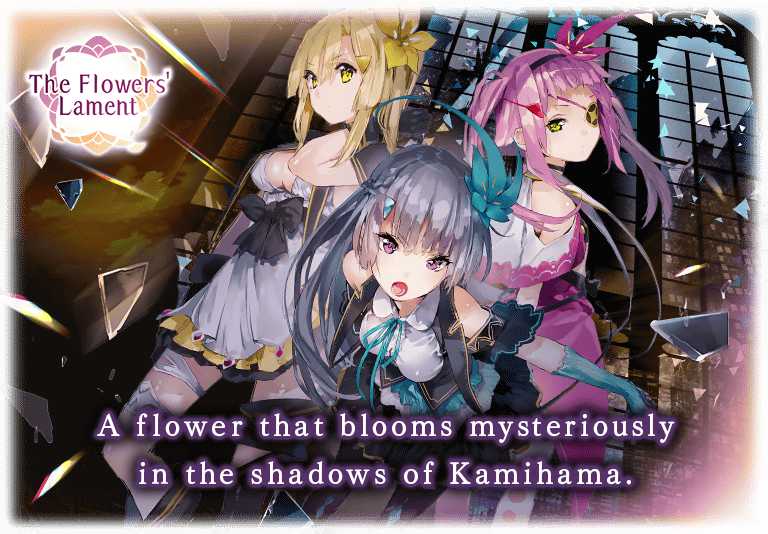 The Flowers'
Lament
A flower that blooms mysteriously
in the shadows of Kamihama.